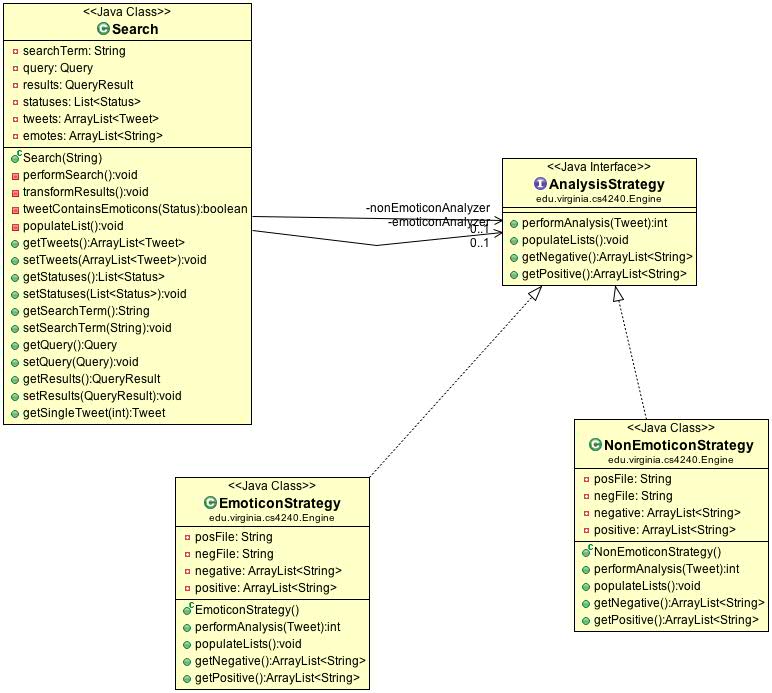 <<Java Class>>
Search
searchTerm: String
query: Query
results: QueryResult
statuses: List<Status>
tweets: ArrayList<Tweet>
emotes: ArrayList<String>
Search(String)
performSearch():void
transformResults():void
tweetContainsEmoticons(Status):boolean
populateList():void
getTweets():ArrayList<Tweet>
setTweets(ArrayList<Tweet>):void
getStatuses():List<Status>
setStatuses(List<Status>):void
getSearchTerm():String
setSearchTerm(String):void
getQuery():Query
setQuery(Query):void
getResults():QueryResult
setResults(QueryResult):void
getSingleTweet(int):Tweet
-nonEmoticonAnalyzer
-emoticonAnalyzer
0..1
0..1
<<Java Interface>>
AnalysisStrategy
edu.virginia.cs4240.Engine
performAnalysis(Tweet):int
populateLists():void
getNegative():ArrayList<String>
getPositive():ArrayList<String>
<<Java Class>>
NonEmoticonStrategy
edu.virginia.cs4240.Engine
posFile: String
negFile: String
negative: ArrayList<String>
positive: ArrayList<String>
NonEmoticonStrategy()
performAnalysis(Tweet):int
populateLists():void
getNegative():ArrayList<String>
getPositive():ArrayList<String>
<<Java Class>>
EmoticonStrategy
edu.virginia.cs4240.Engine
posFile: String
negFile: String
negative: ArrayList<String>
positive: ArrayList<String>
EmoticonStrategy()
performAnalysis(Tweet):int
populateLists():void
getNegative():ArrayList<String>
getPositive():ArrayList<String>